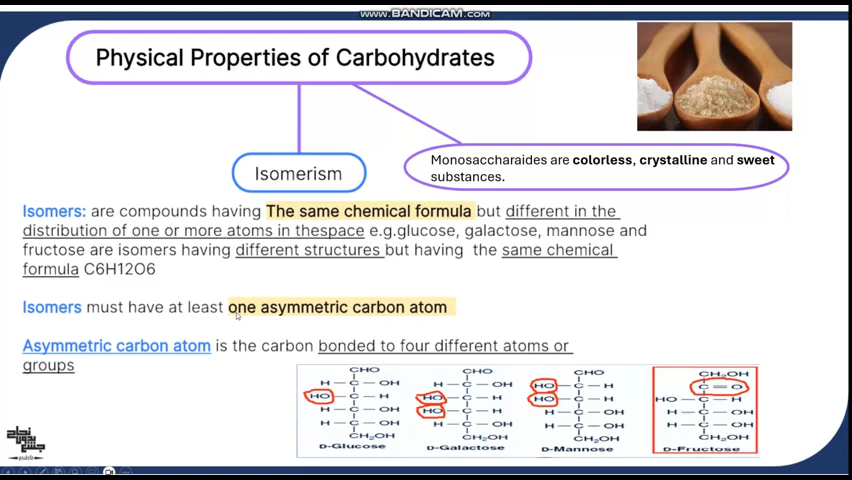 WWW.BANDICAM.COM
Physical Properties of Carbohydrates
Isomerism
Monosaccharaides are colorless, crystalline and sweet
substances.
Isomers: are compounds having The same chemical formula but different in the
distribution of one or more atoms in thespace e.g.glucose, galactose, mannose and
fructose are isomers having different structures but having the same chemical
formula C6H12O6
Isomers must have at least one asymmetric carbon atom
Asymmetric carbon atom is the carbon bonded to four different atoms or
groups
CHO
H — C — OH
HO — C — H
H — C — OH
H — C — OH
CH₂OH
D-Glucose
CHO
H — C — OH
HO — C — H
HO — C — H
H — C — OH
CH₂OH
D-Galactose
CHO
HO — C — H
HO — C — H
H — C — OH
H — C — OH
CH₂OH
D-Mannose
CH₂OH
C = O
HO — C — H
H — C — OH
H — C — OH
CH₂OH
D-Fructose